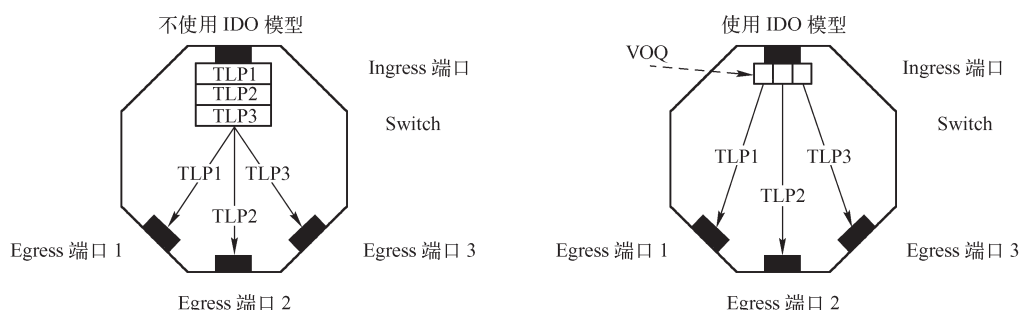 不使用 IDO 模型
TLP1
TLP2
TLP3
Ingress 端口
Switch
TLP1
TLP3
TLP2
Egress 端口 1
Egress 端口 3
Egress 端口 2
使用 IDO 模型
VOQ
Ingress 端口
Switch
TLP1
TLP3
TLP2
Egress 端口 1
Egress 端口 3
Egress 端口 2